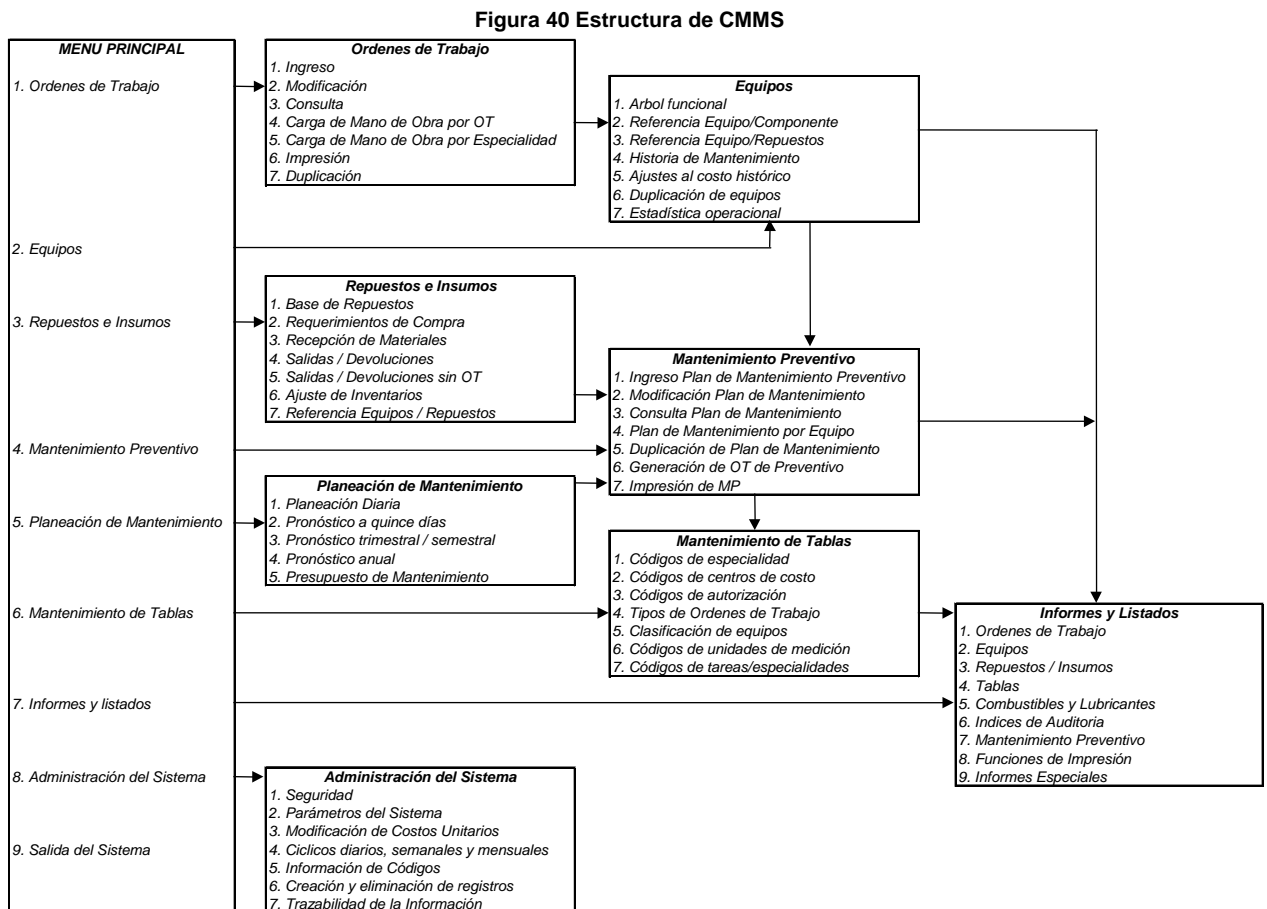 Figura 40 Estructura de CMMS
MENU PRINCIPAL
1. Ordenes de Trabajo
2. Equipos
3. Repuestos e Insumos
4. Mantenimiento Preventivo
5. Planeación de Mantenimiento
6. Mantenimiento de Tablas
7. Informes y listados
8. Administración del Sistema
9. Salida del Sistema
Ordenes de Trabajo
1. Ingreso
2. Modificación
3. Consulta
4. Carga de Mano de Obra por OT
5. Carga de Mano de Obra por Especialidad
6. Impresión
7. Duplicación
Equipos
1. Arbol funcional
2. Referencia Equipo/Componente
3. Referencia Equipo/Repuestos
4. Historia de Mantenimiento
5. Ajustes al costo histórico
6. Duplicación de equipos
7. Estadística operacional
Repuestos e Insumos
1. Base de Repuestos
2. Requerimientos de Compra
3. Recepción de Materiales
4. Salidas / Devoluciones
5. Salidas / Devoluciones sin OT
6. Ajuste de Inventarios
7. Referencia Equipos / Repuestos
Mantenimiento Preventivo
1. Ingreso Plan de Mantenimiento Preventivo
2. Modificación Plan de Mantenimiento
3. Consulta Plan de Mantenimiento
4. Plan de Mantenimiento por Equipo
5. Duplicación de Plan de Mantenimiento
6. Generación de OT de Preventivo
7. Impresión de MP
Planeación de Mantenimiento
1. Planeación Diaria
2. Pronóstico a quince días
3. Pronóstico trimestral / semestral
4. Pronóstico anual
5. Presupuesto de Mantenimiento
Mantenimiento de Tablas
1. Códigos de especialidad
2. Códigos de centros de costo
3. Códigos de autorización
4. Tipos de Ordenes de Trabajo
5. Clasificación de equipos
6. Códigos de unidades de medición
7. Códigos de tareas/especialidades
Informes y Listados
1. Ordenes de Trabajo
2. Equipos
3. Repuestos / Insumos
4. Tablas
5. Combustibles y Lubricantes
6. Indices de Auditoria
7. Mantenimiento Preventivo
8. Funciones de Impresión
9. Informes Especiales
Administración del Sistema
1. Seguridad
2. Parámetros del Sistema
3. Modificación de Costos Unitarios
4. Ciclicos diarios, semanales y mensuales
5. Información de Códigos
6. Creación y eliminación de registros
7. Trazabilidad de la Información